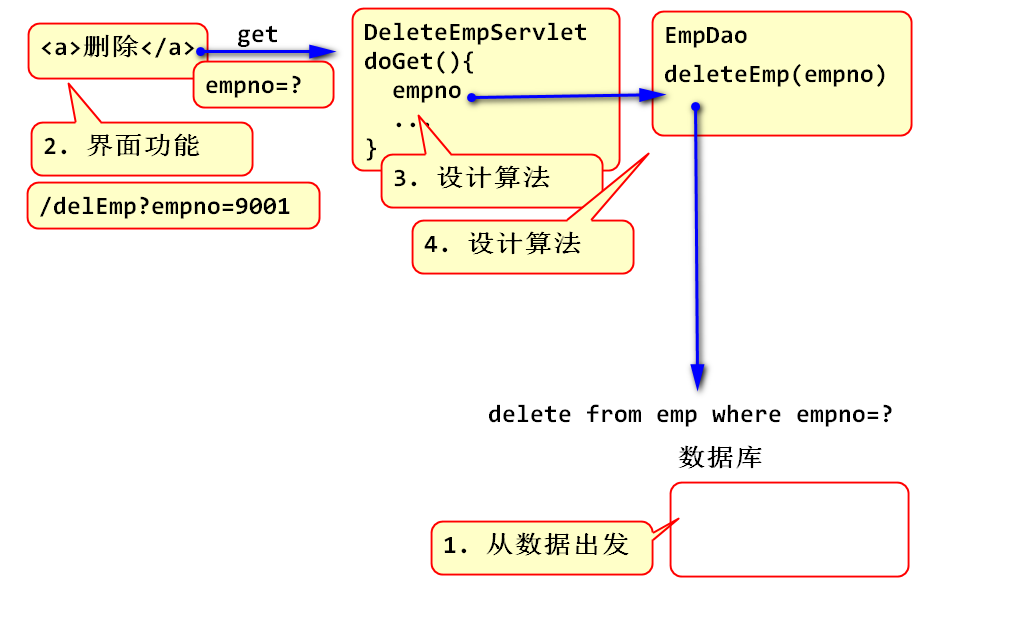 <a>删除</a>
get
empno=?
2. 界面功能
/delEmp?empno=9001
DeleteEmpServlet
doGet(){
empno
...
}
3. 设计算法
4. 设计算法
EmpDao
deleteEmp(empno)
delete from emp where empno=?
数据库
1. 从数据出发